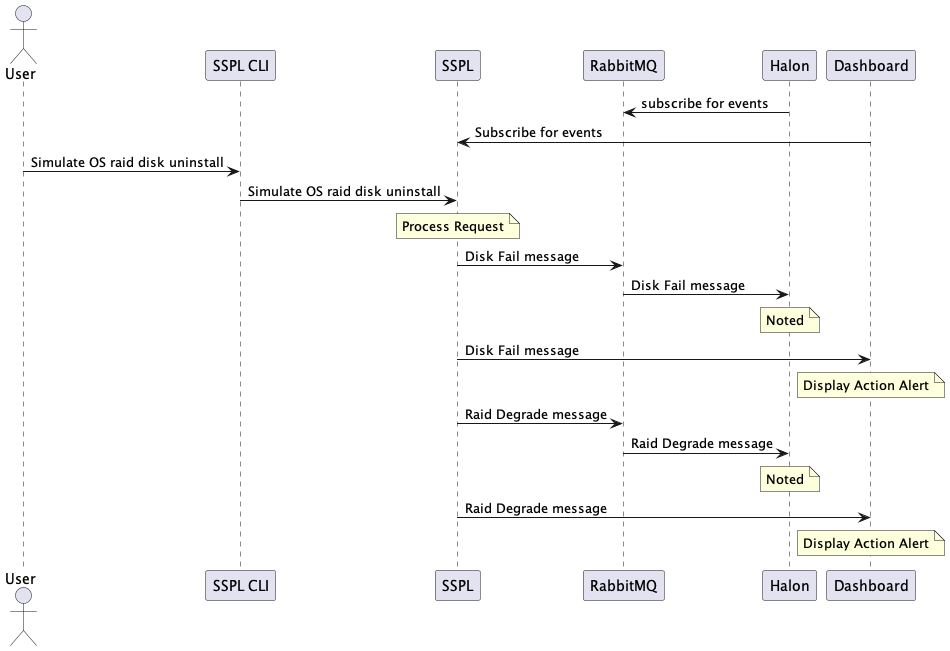 User
SSPL CLI
SSPL
RabbitMQ
Halon
Dashboard
subscribe for events
Subscribe for events
Simulate OS raid disk uninstall
Simulate OS raid disk uninstall
Process Request
Disk Fail message
Disk Fail message
Noted
Disk Fail message
Display Action Alert
Raid Degrade message
Raid Degrade message
Noted
Raid Degrade message
Display Action Alert
User
SSPL CLI
SSPL
RabbitMQ
Halon
Dashboard